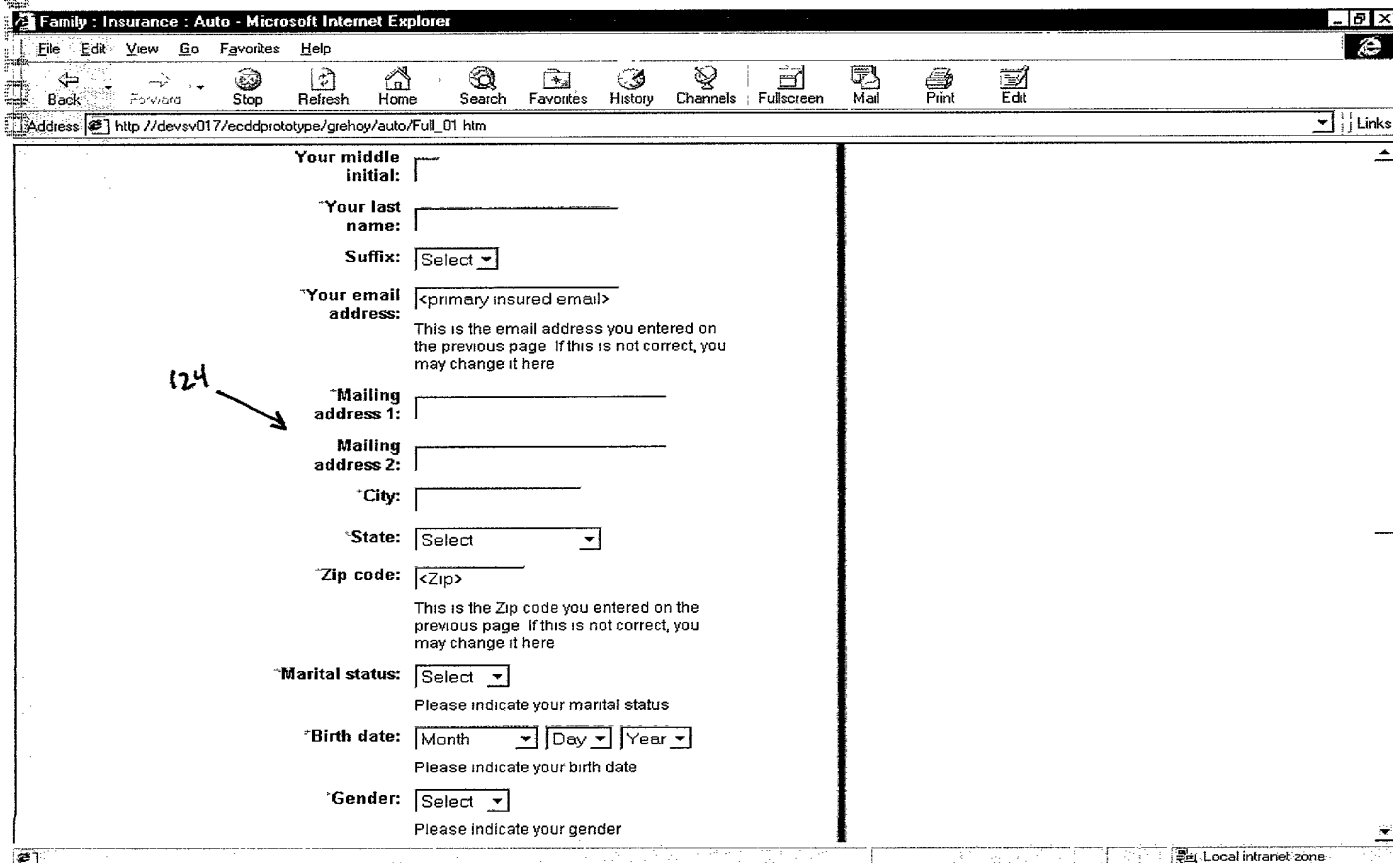 Family : Insurance : Auto - Microsoft Internet Explorer
File Edit View Go Favorites Help
Back Forward Stop Refresh Home Search Favorites History Channels Fullscreen Mail Print Edit
Address http //devsv017/ecddprototype/grehoy/auto/Full_01 htm Links
Your middle
initial:
*Your last
name:
Suffix: Select
*Your email <primary insured email>
address:
This is the email address you entered on
the previous page If this is not correct, you
may change it here
124
*Mailing
address 1:
Mailing
address 2:
*City:
*State: Select
*Zip code: <Zip>
This is the Zip code you entered on the
previous page If this is not correct, you
may change it here
*Marital status: Select
Please indicate your marital status
*Birth date: Month Day Year
Please indicate your birth date
*Gender: Select
Please indicate your gender
Local intranet zone